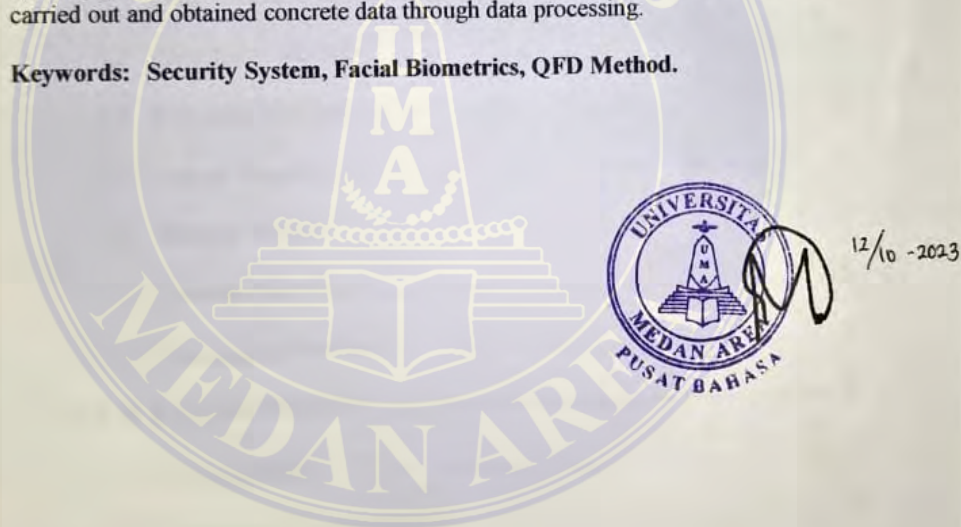 carried out and obtained concrete data through data processing.
Keywords: Security System, Facial Biometrics, QFD Method.
U
M
A
MEDAN AREA
UNIVERSITAS
U
M
A
MEDAN AREA
PUSAT BAHASA
12/10 -2023